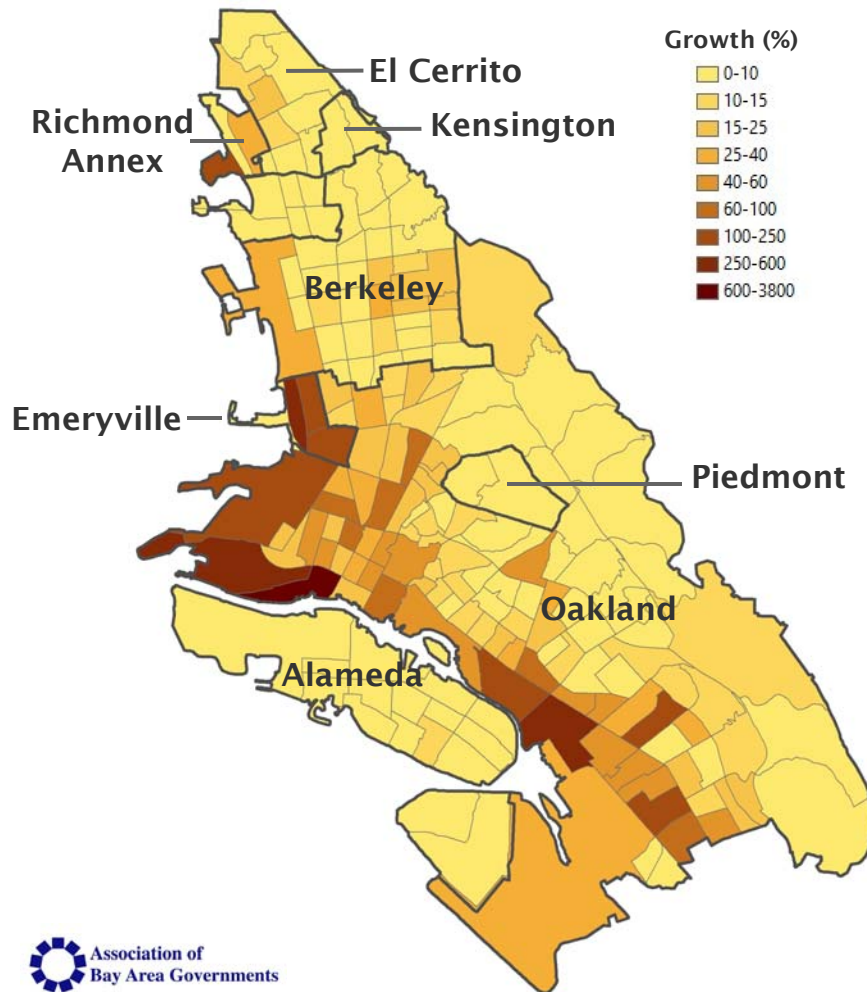 Growth (%)
0-10
10-15
15-25
25-40
40-60
60-100
100-250
250-600
600-3800
El Cerrito
Richmond
Annex
Kensington
Berkeley
Emeryville
Piedmont
Oakland
Alameda
Association of
Bay Area Governments